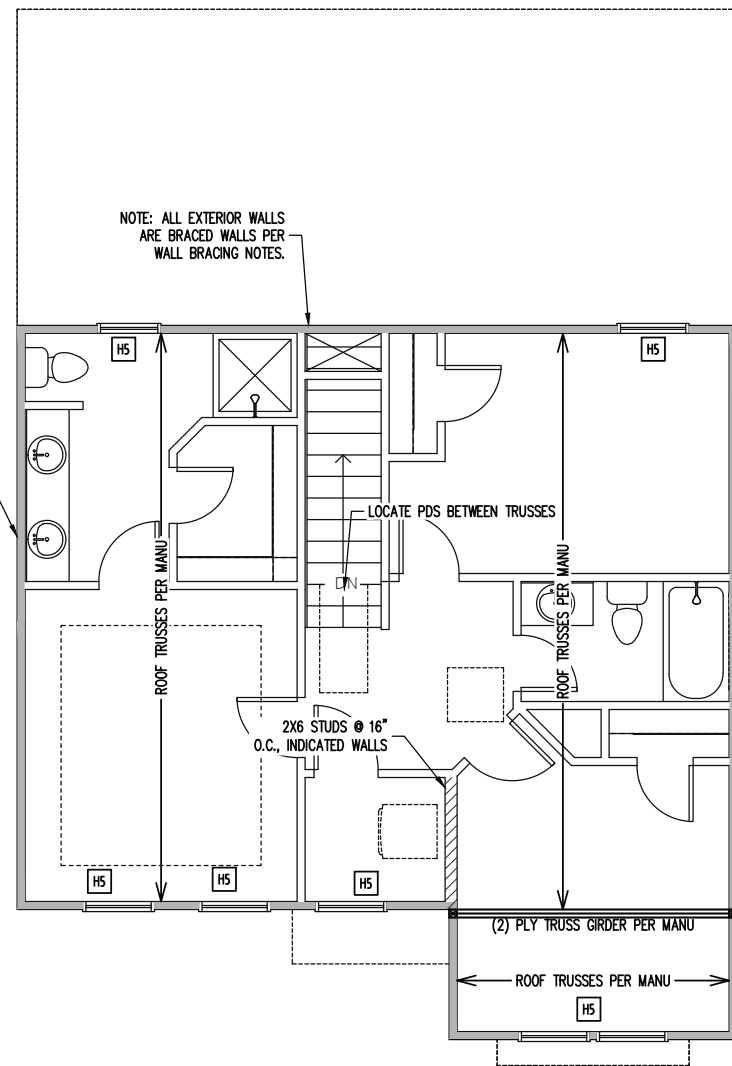 NOTE: ALL EXTERIOR WALLS
ARE BRACED WALLS PER
WALL BRACING NOTES.
H5
H5
LOCATE PDS BETWEEN TRUSSES
ROOF TRUSSES PER MANU
ROOF TRUSSES PER MANU
DN
2X6 STUDS @ 16"
O.C., INDICATED WALLS
H5
H5
H5
(2) PLY TRUSS GIRDER PER MANU
ROOF TRUSSES PER MANU
H5